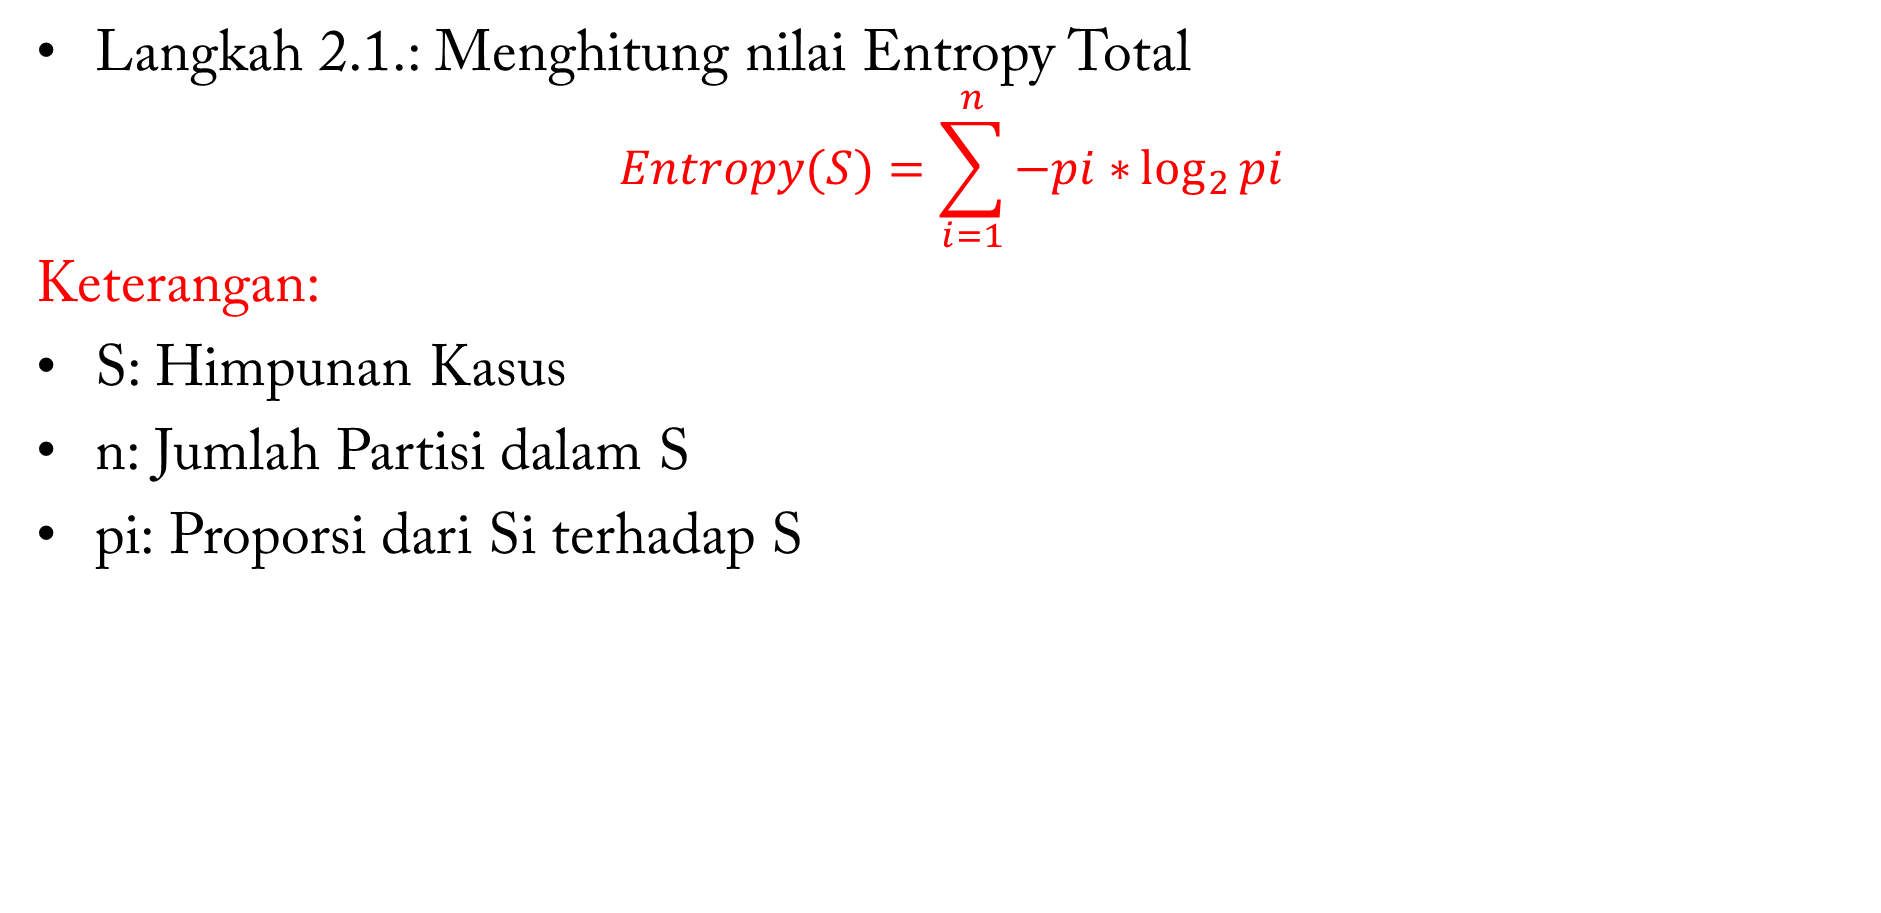 • Langkah 2.1.: Menghitung nilai Entropy Total
Entropy(S) = ∑_{i=1}^{n} −pi ∗ log₂ pi
Keterangan:
• S: Himpunan Kasus
• n: Jumlah Partisi dalam S
• pi: Proporsi dari Si terhadap S